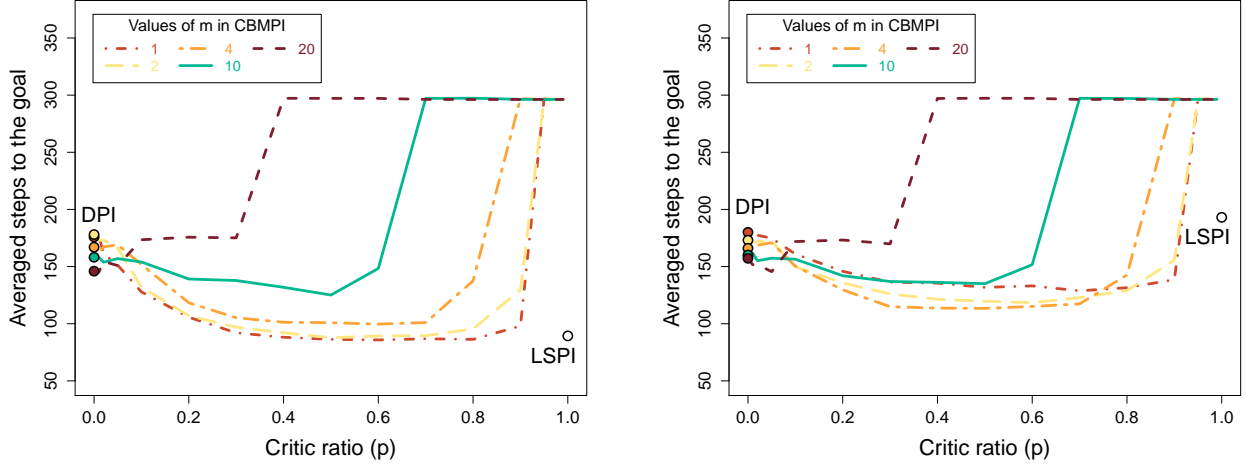 Values of m in CBMPI
1 4 20
2 10
Averaged steps to the goal
350
300
250
200
150
100
50
DPI
LSPI
0.0 0.2 0.4 0.6 0.8 1.0
Critic ratio (p)
Values of m in CBMPI
1 4 20
2 10
Averaged steps to the goal
350
300
250
200
150
100
50
DPI
LSPI
0.0 0.2 0.4 0.6 0.8 1.0
Critic ratio (p)